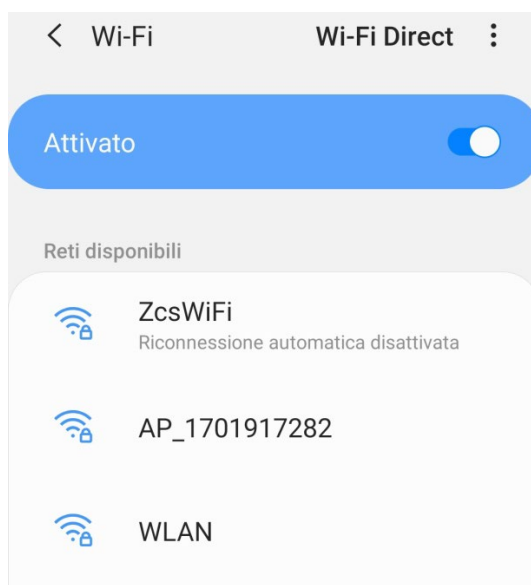 Wi-Fi Wi-Fi Direct
Attivato
Reti disponibili
ZcsWiFi
Riconnessione automatica disattivata
AP_1701917282
WLAN